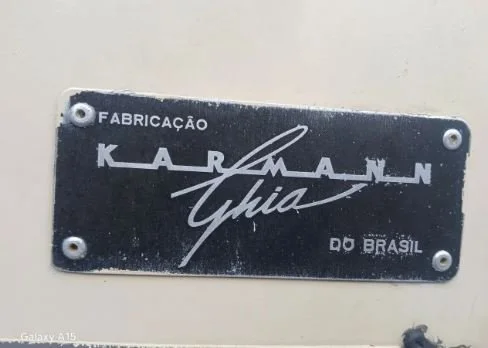 FABRICAÇÃO
KARMANN
Ghia
DO BRASIL
Galaxy A15